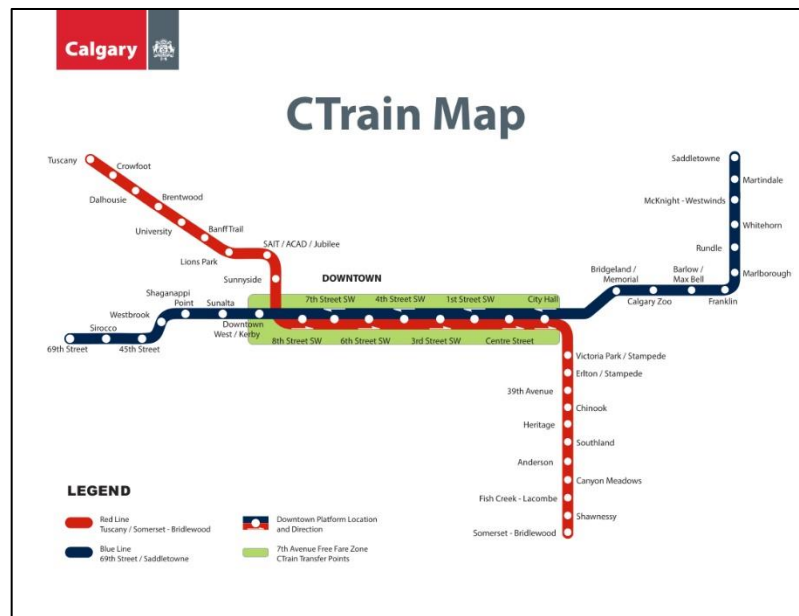 Calgary
CTrain Map
Tuscany
Crowfoot
Dalhousie
Brentwood
University
Banff Trail
Lions Park
SAIT / ACAD / Jubilee
Sunnyside
DOWNTOWN
7th Street SW
4th Street SW
1st Street SW
City Hall
8th Street SW
6th Street SW
3rd Street SW
Centre Street
69th Street
Sirocco
45th Street
Westbrook
Shaganappi
Point
Sunalta
Downtown
West / Kerby
Bridgeland /
Memorial
Calgary Zoo
Barlow /
Max Bell
Franklin
Marlborough
Rundle
Whitehorn
McKnight - Westwinds
Martindale
Saddletowne
Victoria Park / Stampede
Erlton / Stampede
39th Avenue
Chinook
Heritage
Southland
Anderson
Canyon Meadows
Fish Creek - Lacombe
Shawnessy
Somerset - Bridlewood
LEGEND
Red Line
Tuscany / Somerset - Bridlewood
Blue Line
69th Street / Saddletowne
Downtown Platform Location
and Direction
7th Avenue Free Fare Zone
CTrain Transfer Points